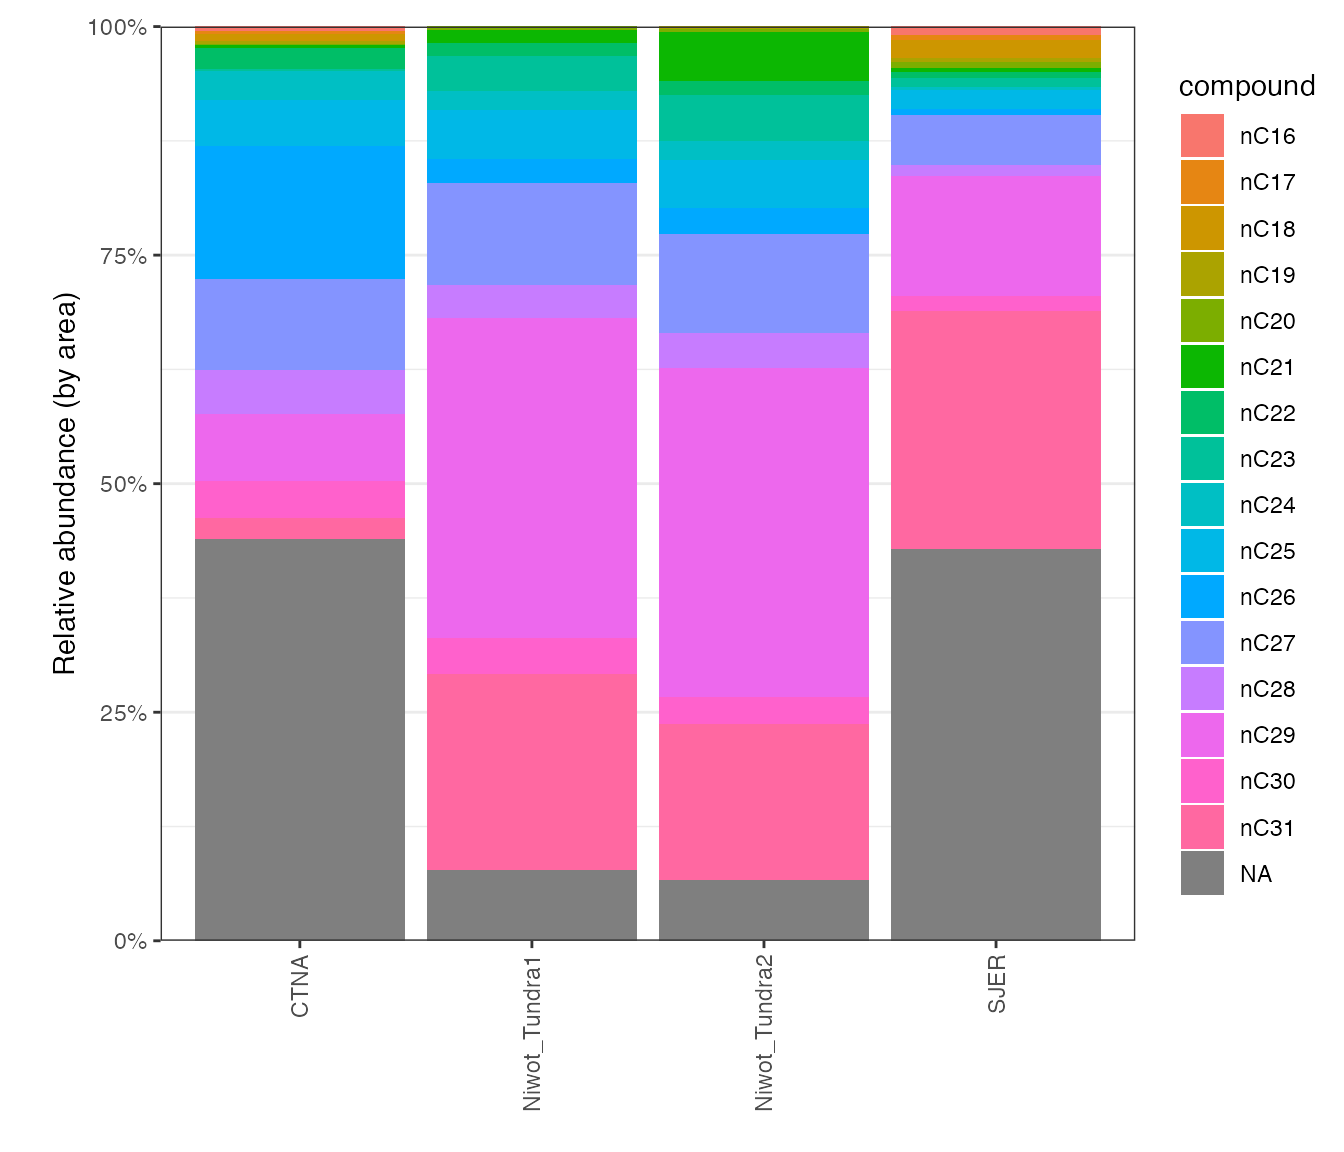 100%
75%
50%
25%
0%
Relative abundance (by area)
CTNA
Niwot_Tundra1
Niwot_Tundra2
SJER
compound
nC16
nC17
nC18
nC19
nC20
nC21
nC22
nC23
nC24
nC25
nC26
nC27
nC28
nC29
nC30
nC31
NA